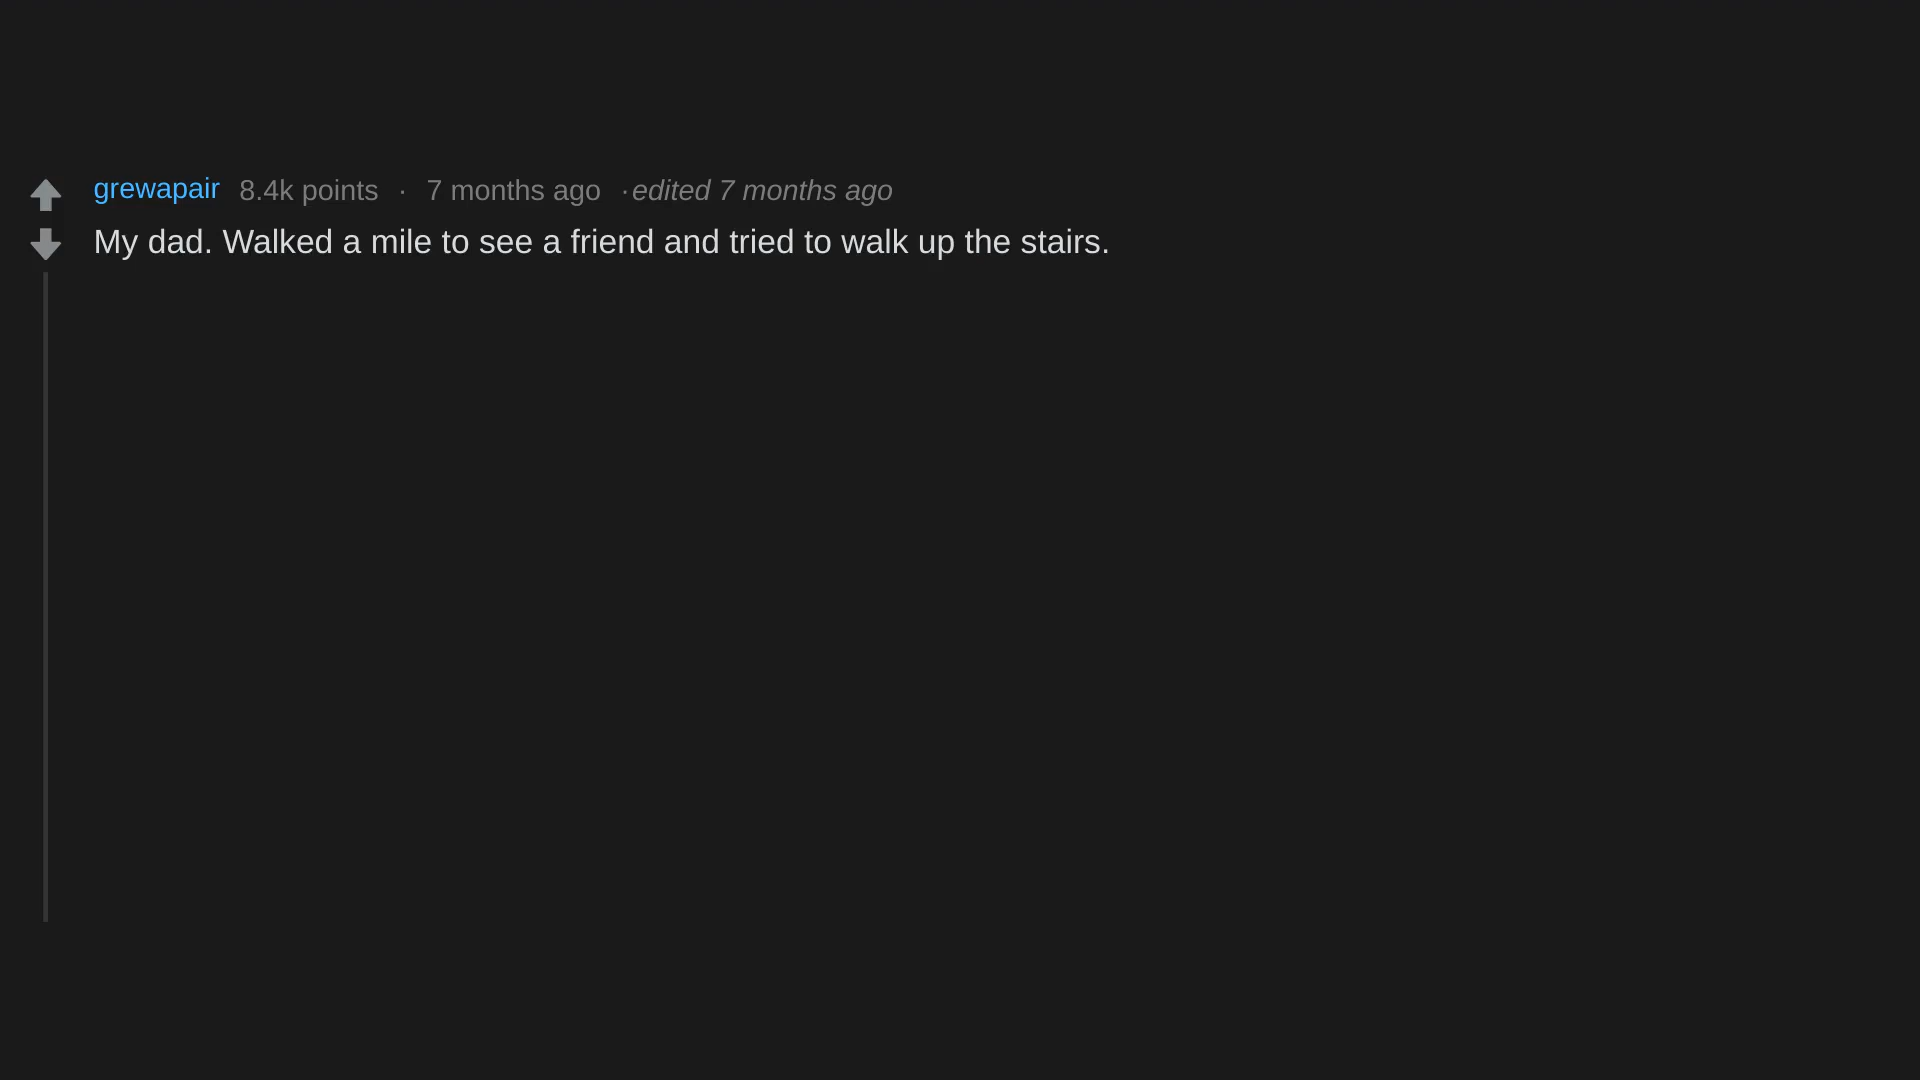 grewapair 8.4k points · 7 months ago ·edited 7 months ago
My dad. Walked a mile to see a friend and tried to walk up the stairs.